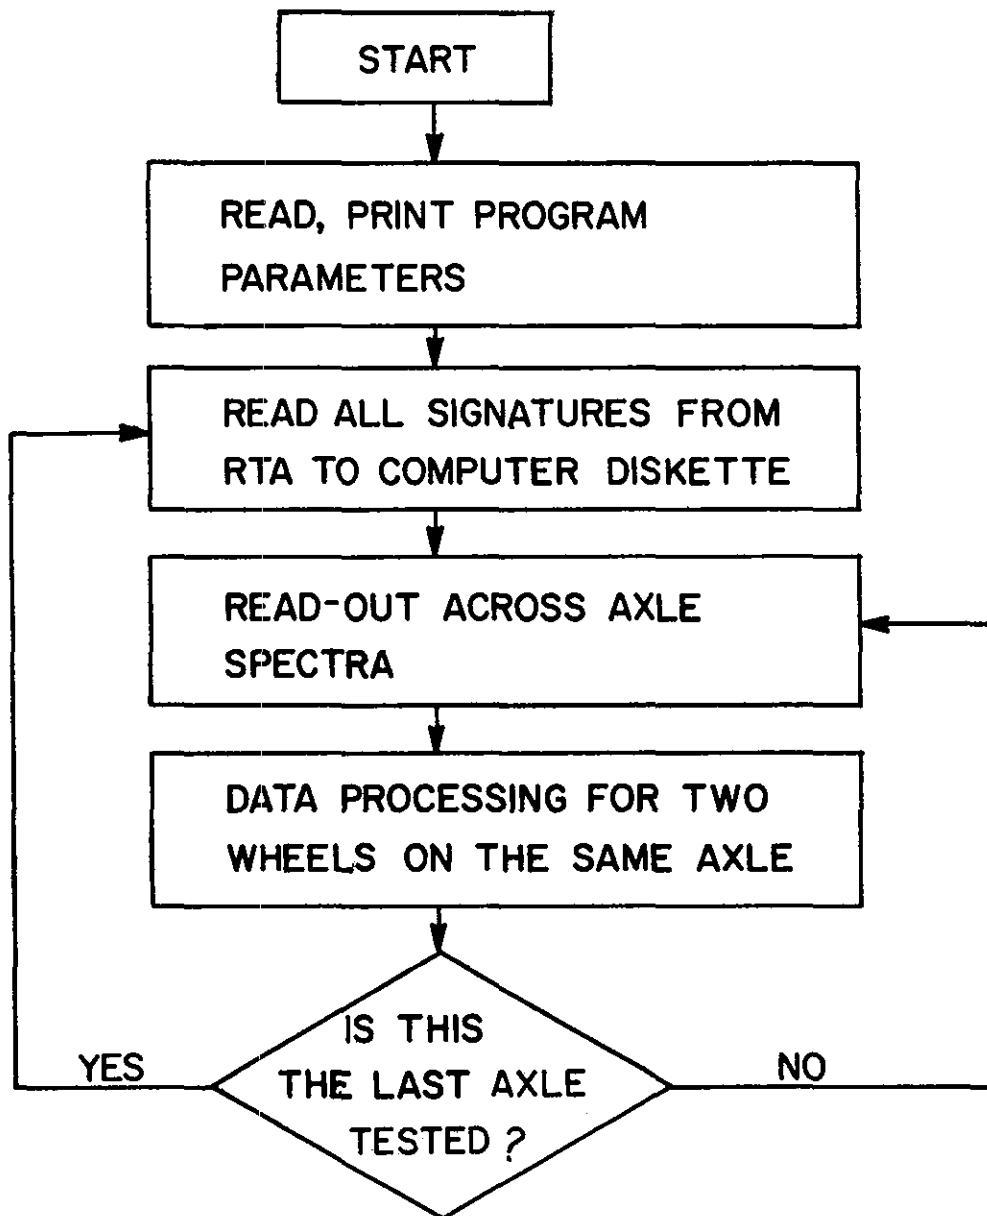 START
READ, PRINT PROGRAM
PARAMETERS
READ ALL SIGNATURES FROM
RTA TO COMPUTER DISKETTE
READ-OUT ACROSS AXLE
SPECTRA
DATA PROCESSING FOR TWO
WHEELS ON THE SAME AXLE
IS THIS
THE LAST AXLE
TESTED?
YES
NO